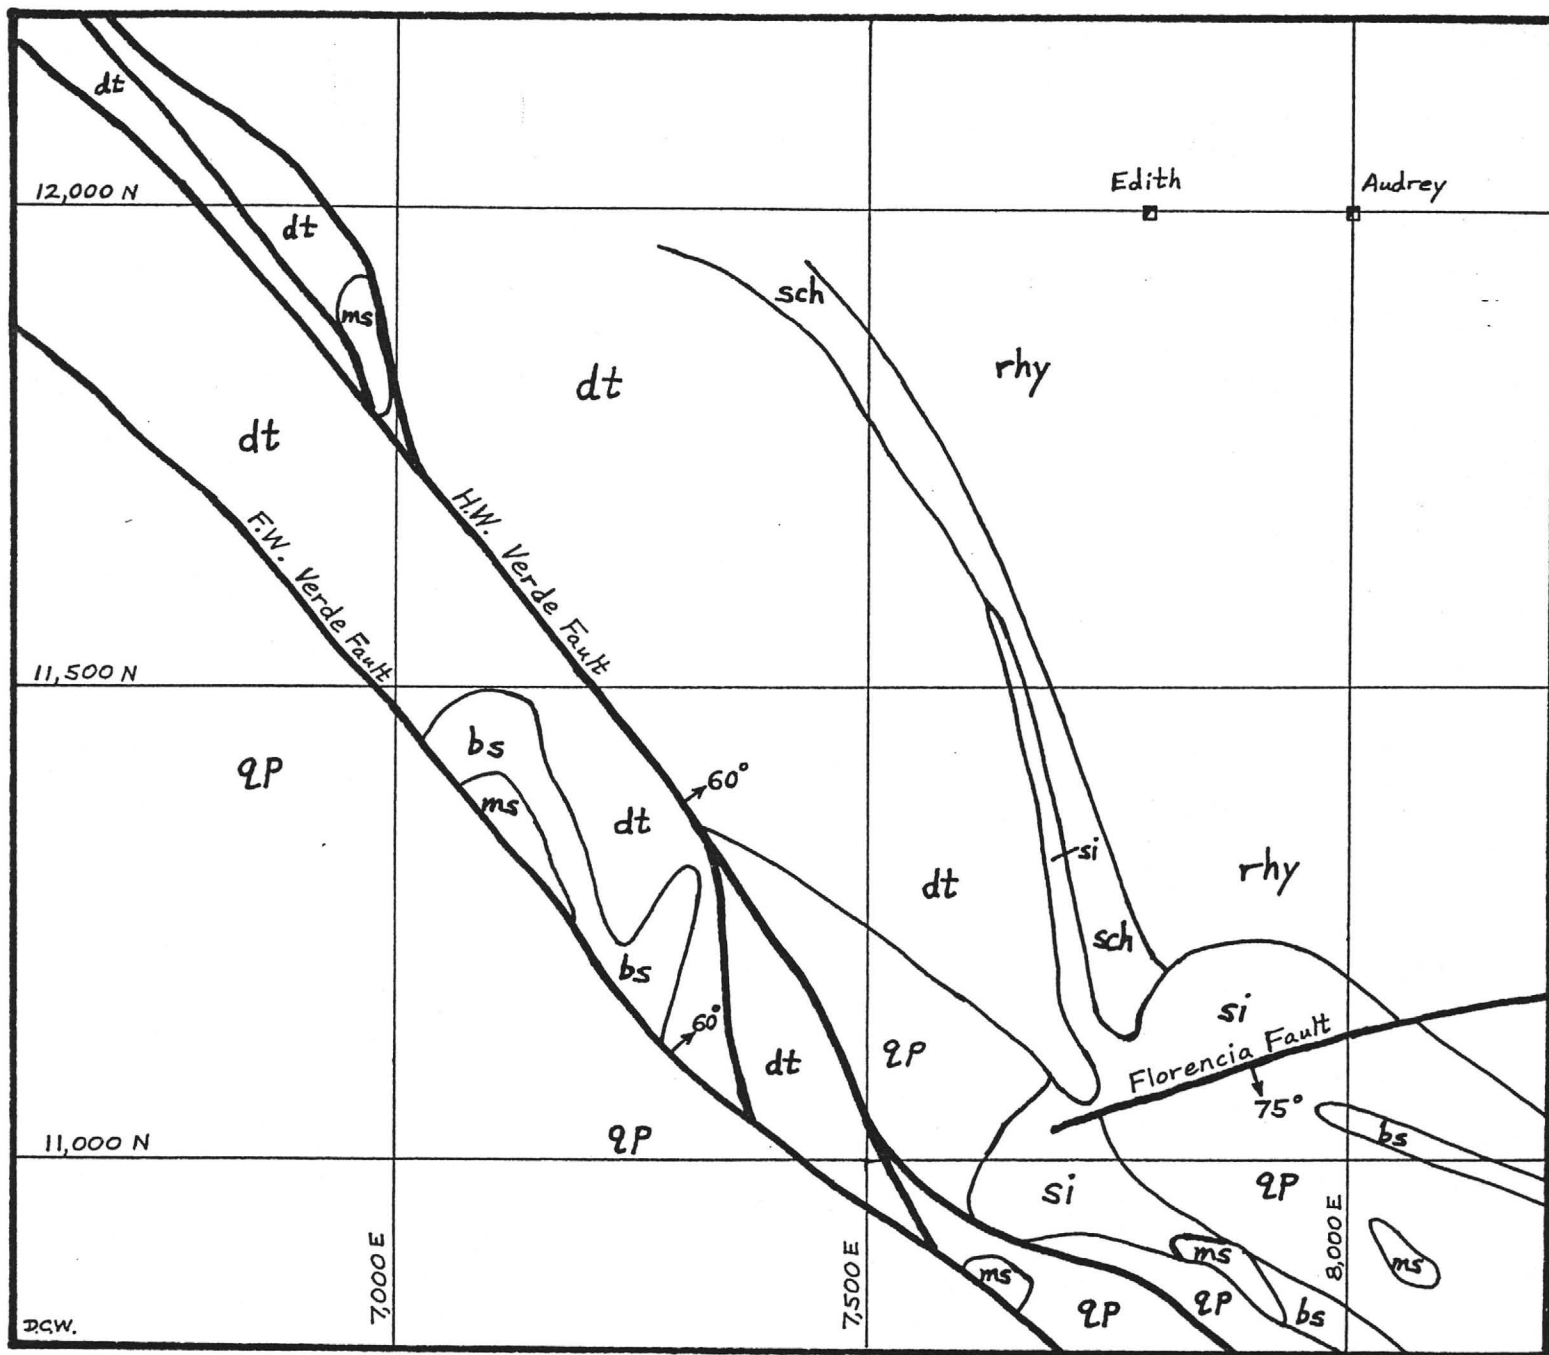 dt
12,000 N
Edith
Audrey
dt
ms
sch
dt
rhy
dt
H.W. Verde Fault
F.W. Verde Fault
11,500 N
bs
qp
60°
ms
dt
si
rhy
dt
sch
bs
si
60°
qp
dt
Florencia Fault
75°
bs
11,000 N
qp
si
qp
ms
ms
ms
7,000 E
7,500 E
8,000 E
qp
qp
bs
D.C.W.